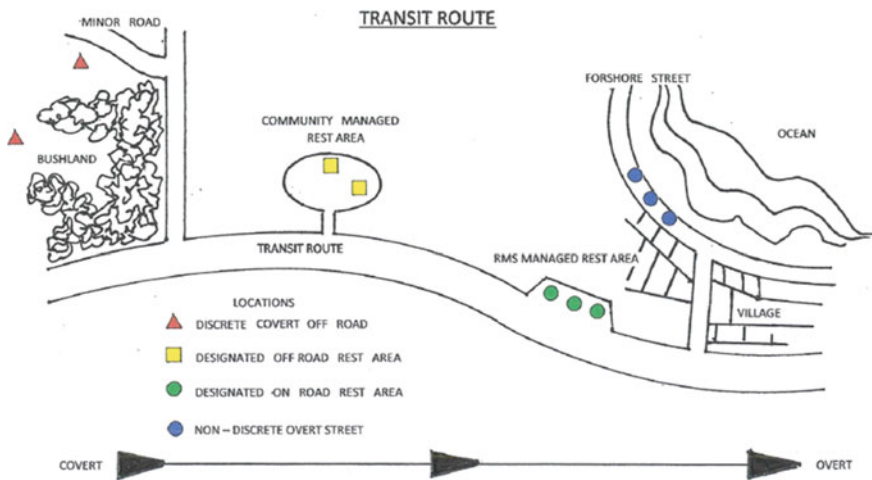 TRANSIT ROUTE
MINOR ROAD
FORSHORE STREET
COMMUNITY MANAGED
REST AREA
OCEAN
BUSHLAND
TRANSIT ROUTE
RMS MANAGED REST AREA
LOCATIONS
VILLAGE
DISCRETE COVERT OFF ROAD
DESIGNATED OFF ROAD REST AREA
DESIGNATED ON ROAD REST AREA
NON – DISCRETE OVERT STREET
COVERT
OVERT